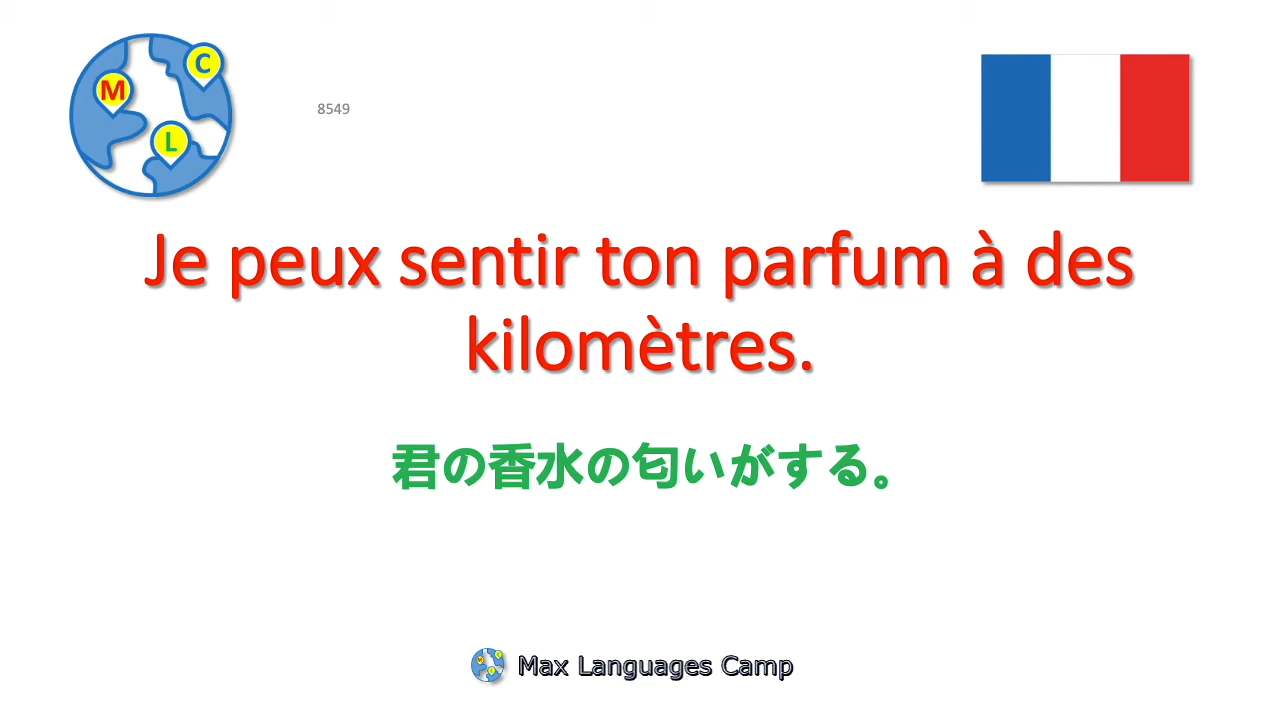 M
C
L
8549
Je peux sentir ton parfum à des
kilomètres.
君の香水の匂いがする。
Max Languages Camp